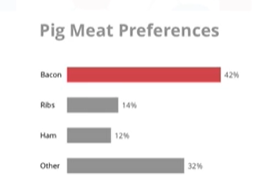 Pig Meat Preferences
Bacon 42%
Ribs 14%
Ham 12%
Other 32%